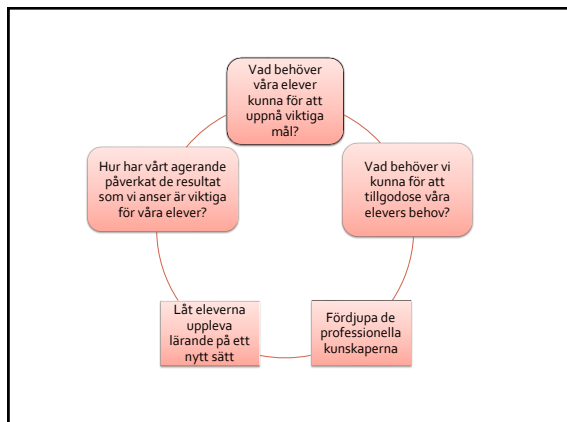 Vad behöver
våra elever
kunna för att
uppnå viktiga
mål?
Vad behöver vi
kunna för att
tillgodose våra
elevers behov?
Fördjupa de
professionella
kunskaperna
Låt eleverna
uppleva
lärande på ett
nytt sätt
Hur har vårt agerande
påverkat de resultat
som vi anser är viktiga
för våra elever?